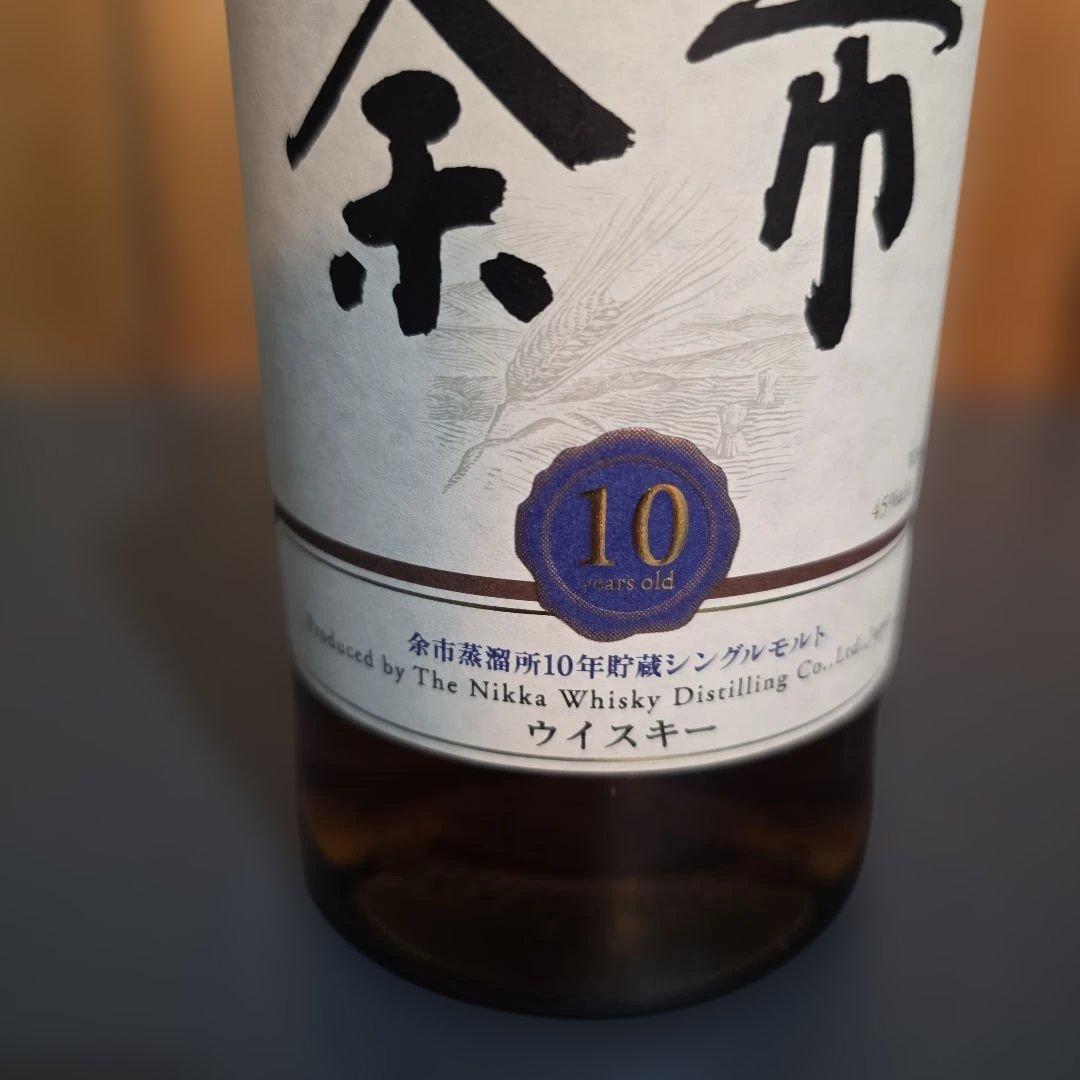 余市
45%
10
years old
余市蒸溜所10年貯蔵シングルモルト
Produced by The Nikka Whisky Distilling Co., Ltd., Japan
ウイスキー